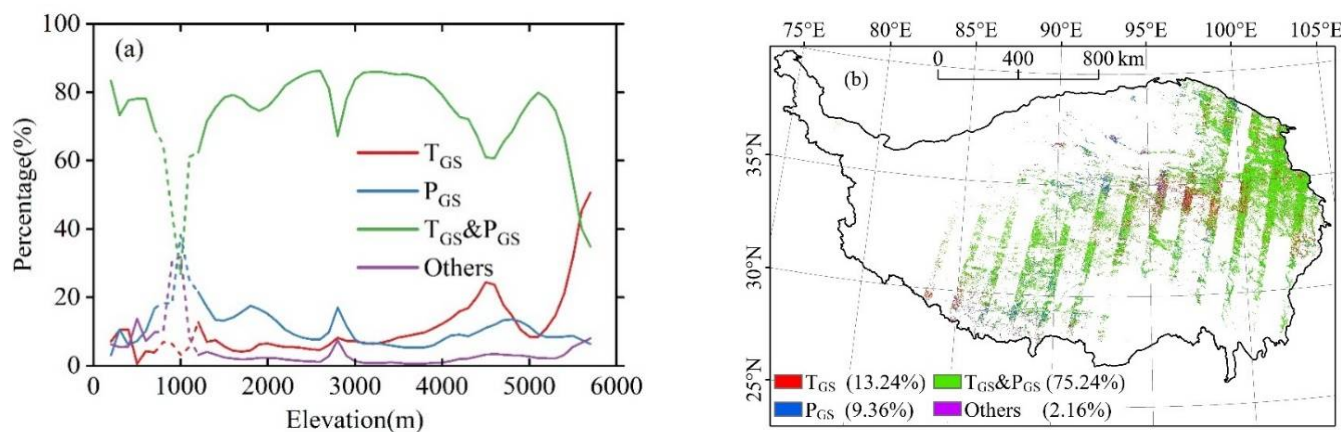 100
80
60
40
20
0
Percentage(%)
(a)
T_GS
P_GS
T_GS&P_GS
Others
0 1000 2000 3000 4000 5000 6000
Elevation(m)
75°E 80°E 85°E 90°E 95°E 100°E 105°E
0 400 800 km
(b)
35°N
30°N
25°N
T_GS (13.24%) T_GS&P_GS (75.24%)
P_GS (9.36%) Others (2.16%)